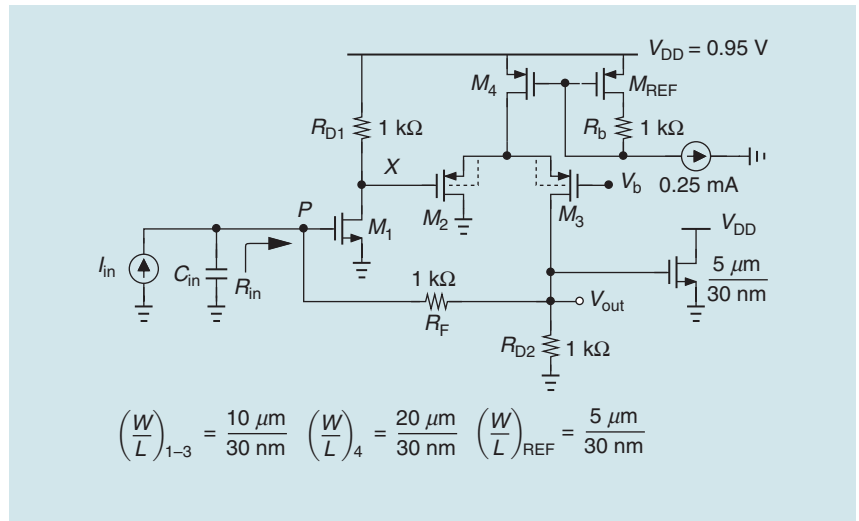 V_DD = 0.95 V
M_4
M_REF
R_D1 1 kΩ
R_b 1 kΩ
X
V_b
0.25 mA
M_2
M_3
P
M_1
V_DD
I_in
C_in
R_in
1 kΩ
R_F
5 μm
30 nm
V_out
R_D2 1 kΩ
(W/L)_1–3 = 10 μm/30 nm (W/L)_4 = 20 μm/30 nm (W/L)_REF = 5 μm/30 nm